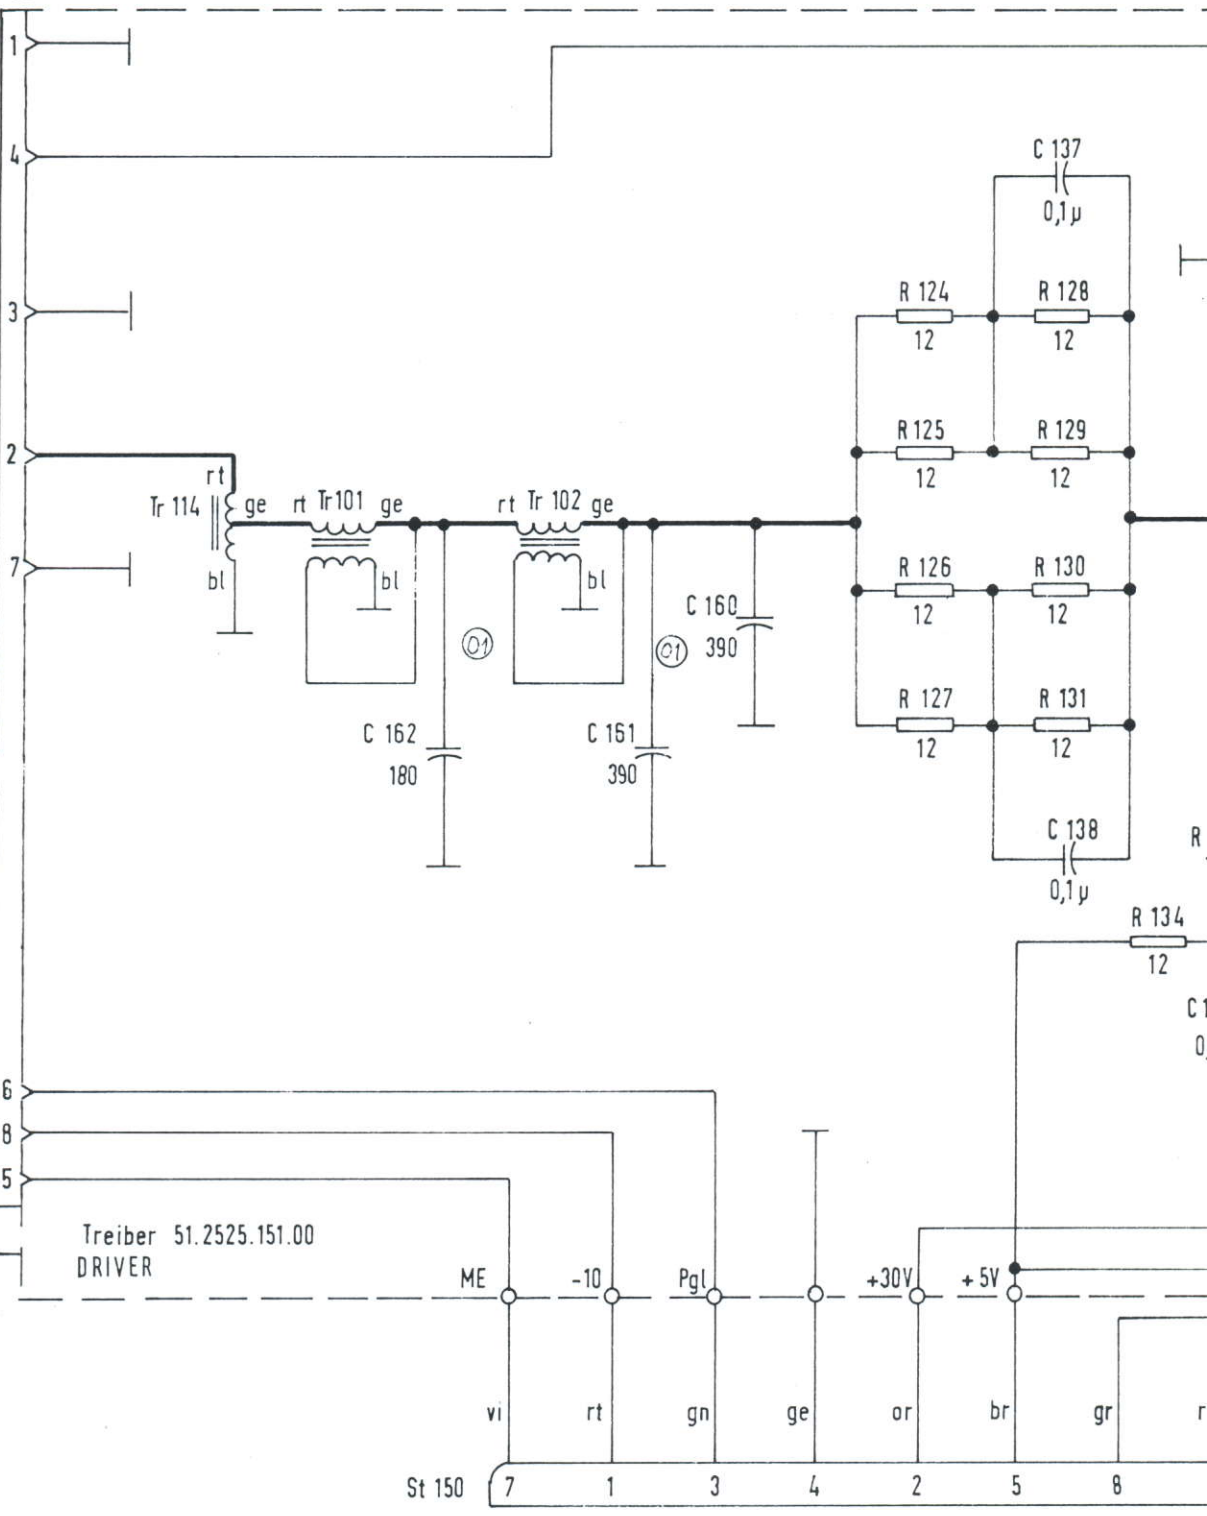 1
4
C 137
0,1µ
3
R 124
R 128
12
12
2
R 125
R 129
12
12
rt
Tr 114
ge
rt
Tr101
ge
rt
Tr 102
ge
7
bl
bl
bl
R 126
R 130
12
12
C 160
390
01
01
R 127
R 131
12
12
C 162
180
C 161
390
C 138
0,1µ
R
R 134
12
C1
0,
6
8
5
Treiber 51.2525.151.00
DRIVER
ME
-10
Pgl
+30V
+5V
vi
rt
gn
ge
or
br
gr
r
St 150
7
1
3
4
2
5
8